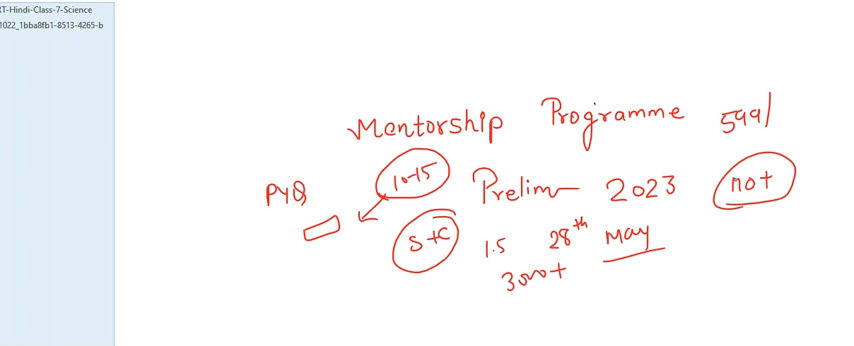 RT-Hindi-Class-7-Science
1022_1bba8fb1-8513-4265-b
Mentorship Programme 599/
PYQ 10-15 Prelim 2023 not
S+C 1.5 28th May
3000+